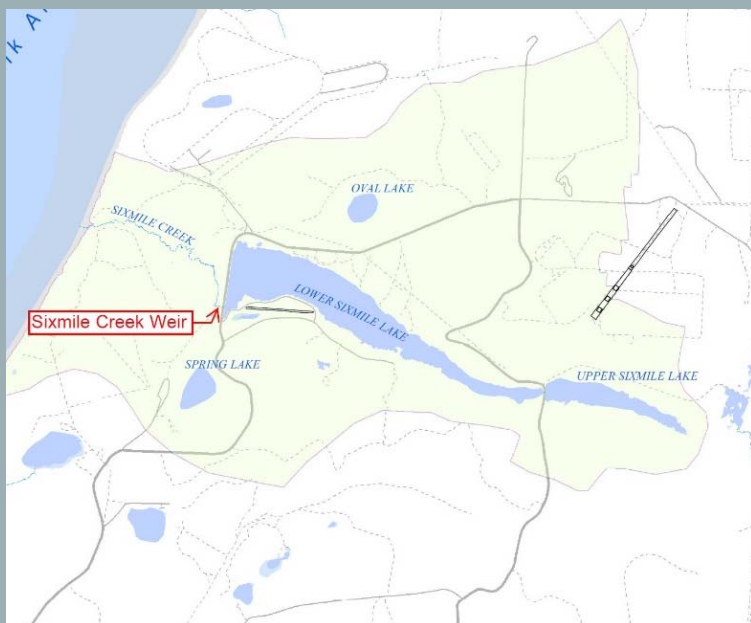 OVAL LAKE
SIXMILE CREEK
LOWER SIXMILE LAKE
Sixmile Creek Weir
SPRING LAKE
UPPER SIXMILE LAKE